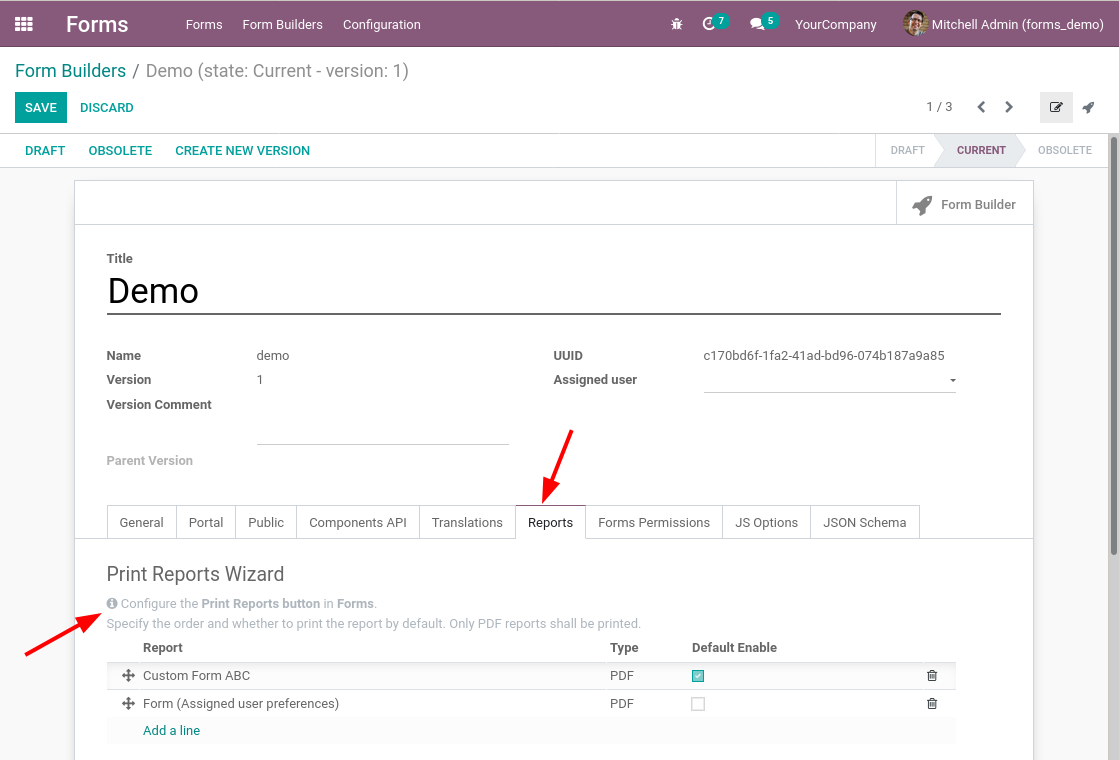 Forms Forms Form Builders Configuration 7 5 YourCompany Mitchell Admin (forms_demo)
Form Builders / Demo (state: Current - version: 1)
SAVE DISCARD 1 / 3
DRAFT OBSOLETE CREATE NEW VERSION DRAFT CURRENT OBSOLETE
Form Builder
Title
Demo
Name demo UUID c170bd6f-1fa2-41ad-bd96-074b187a9a85
Version 1 Assigned user
Version Comment
Parent Version
General Portal Public Components API Translations Reports Forms Permissions JS Options JSON Schema
Print Reports Wizard
Configure the Print Reports button in Forms.
Specify the order and whether to print the report by default. Only PDF reports shall be printed.
Report Type Default Enable
Custom Form ABC PDF
Form (Assigned user preferences) PDF
Add a line